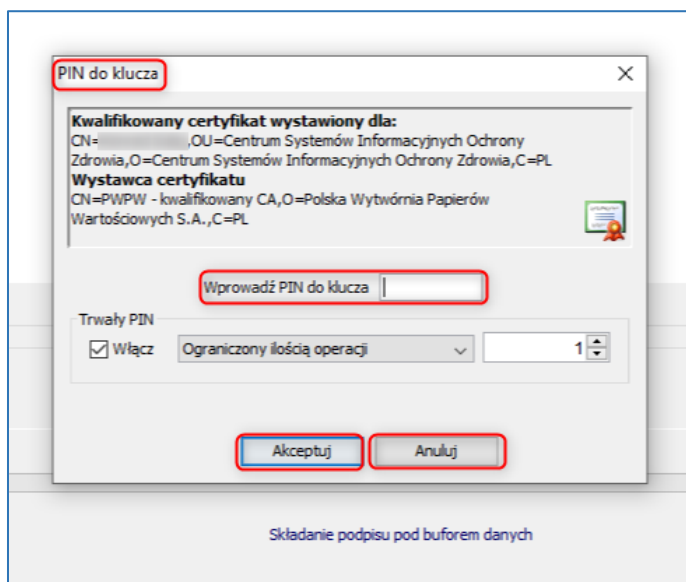 PIN do klucza
Kwalifikowany certyfikat wystawiony dla:
CN= ,OU=Centrum Systemów Informacyjnych Ochrony
Zdrowia,O=Centrum Systemów Informacyjnych Ochrony Zdrowia,C=PL
Wystawca certyfikatu
CN=PWPW - kwalifikowany CA,O=Polska Wytwórnia Papierów
Wartościowych S.A.,C=PL
Wprowadź PIN do klucza
Trwały PIN
Włącz Ograniczony ilością operacji 1
Akceptuj Anuluj
Składanie podpisu pod buforem danych